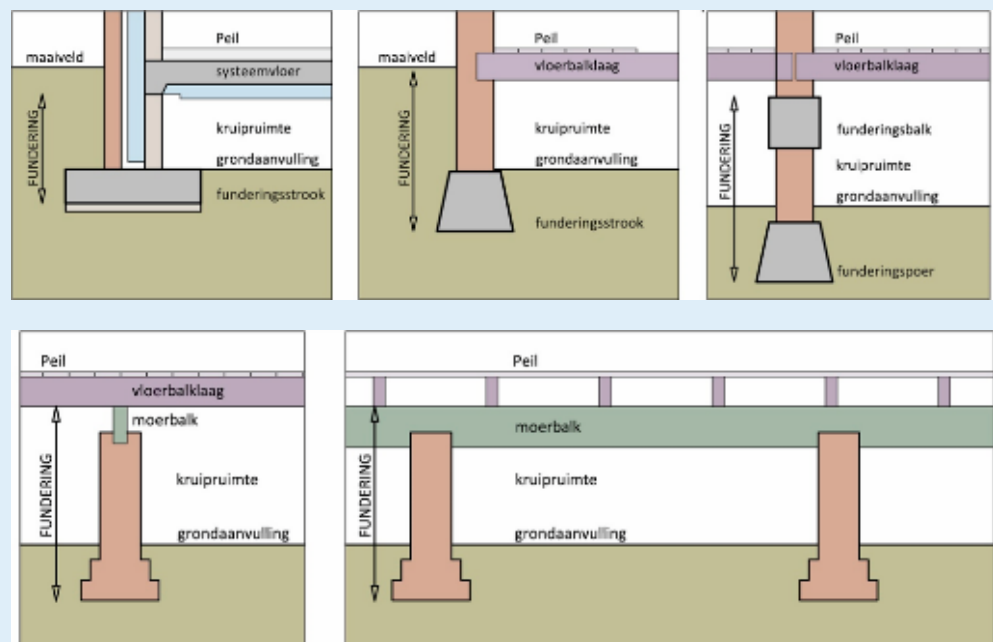 Peil
maaiveld
systeemvloer
FUNDERING
kruipruimte
grondaanvulling
funderingsstrook
Peil
maaiveld
vloerbalklaag
FUNDERING
kruipruimte
grondaanvulling
funderingsstrook
Peil
vloerbalklaag
FUNDERING
funderingsbalk
kruipruimte
grondaanvulling
funderingspoer
Peil
vloerbalklaag
moerbalk
FUNDERING
kruipruimte
grondaanvulling
Peil
moerbalk
FUNDERING
kruipruimte
grondaanvulling